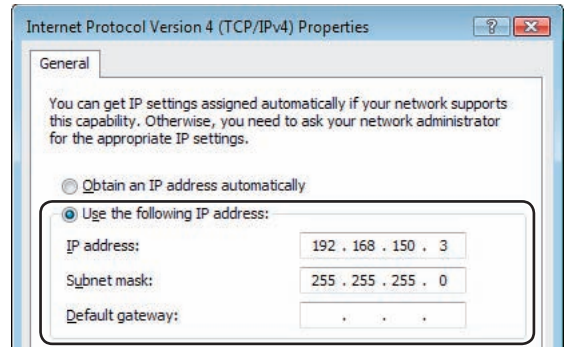 Internet Protocol Version 4 (TCP/IPv4) Properties
General
You can get IP settings assigned automatically if your network supports
this capability. Otherwise, you need to ask your network administrator
for the appropriate IP settings.
Obtain an IP address automatically
Use the following IP address:
IP address: 192 . 168 . 150 . 3
Subnet mask: 255 . 255 . 255 . 0
Default gateway: . . .